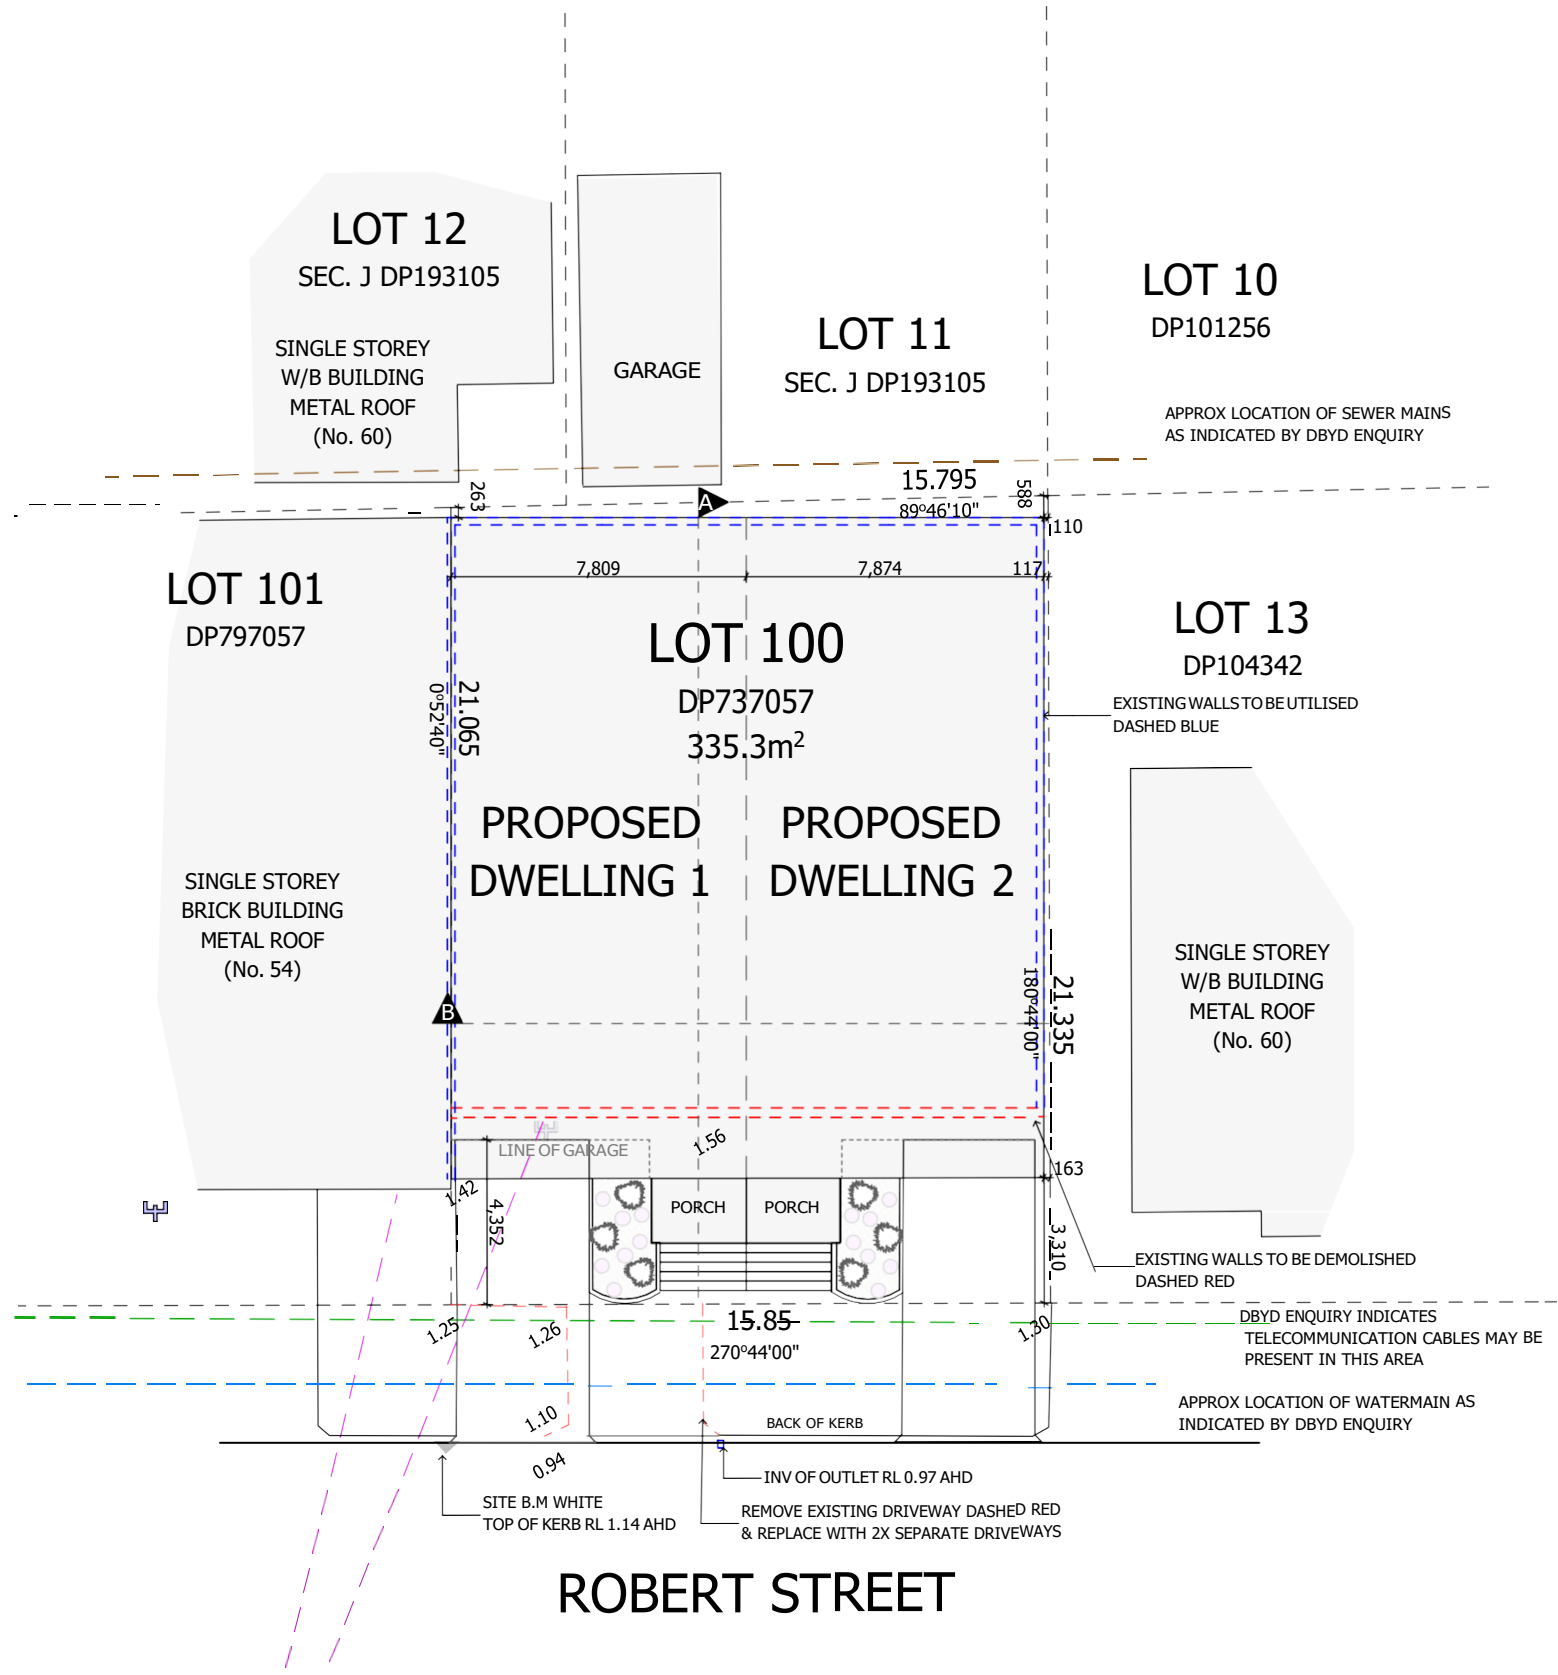 LOT 12
SEC. J DP193105
SINGLE STOREY
W/B BUILDING
METAL ROOF
(No. 60)
GARAGE
LOT 11
SEC. J DP193105
LOT 10
DP101256
APPROX LOCATION OF SEWER MAINS
AS INDICATED BY DBYD ENQUIRY
263
A
15.795
89°46'10"
588
110
7,809
7,874
117
LOT 101
DP797057
LOT 100
DP737057
335.3m²
LOT 13
DP104342
EXISTING WALLS TO BE UTILISED
DASHED BLUE
21.065
0°52'40"
PROPOSED
DWELLING 1
PROPOSED
DWELLING 2
SINGLE STOREY
BRICK BUILDING
METAL ROOF
(No. 54)
SINGLE STOREY
W/B BUILDING
METAL ROOF
(No. 60)
B
21.335
180°44'00"
LINE OF GARAGE
1.56
163
1.42
4,352
PORCH
PORCH
3,310
EXISTING WALLS TO BE DEMOLISHED
DASHED RED
1.25
1.26
15.85
270°44'00"
1.30
DBYD ENQUIRY INDICATES
TELECOMMUNICATION CABLES MAY BE
PRESENT IN THIS AREA
APPROX LOCATION OF WATERMAIN AS
INDICATED BY DBYD ENQUIRY
1.10
BACK OF KERB
0.94
INV OF OUTLET RL 0.97 AHD
SITE B.M WHITE
TOP OF KERB RL 1.14 AHD
REMOVE EXISTING DRIVEWAY DASHED RED
& REPLACE WITH 2X SEPARATE DRIVEWAYS
ROBERT STREET